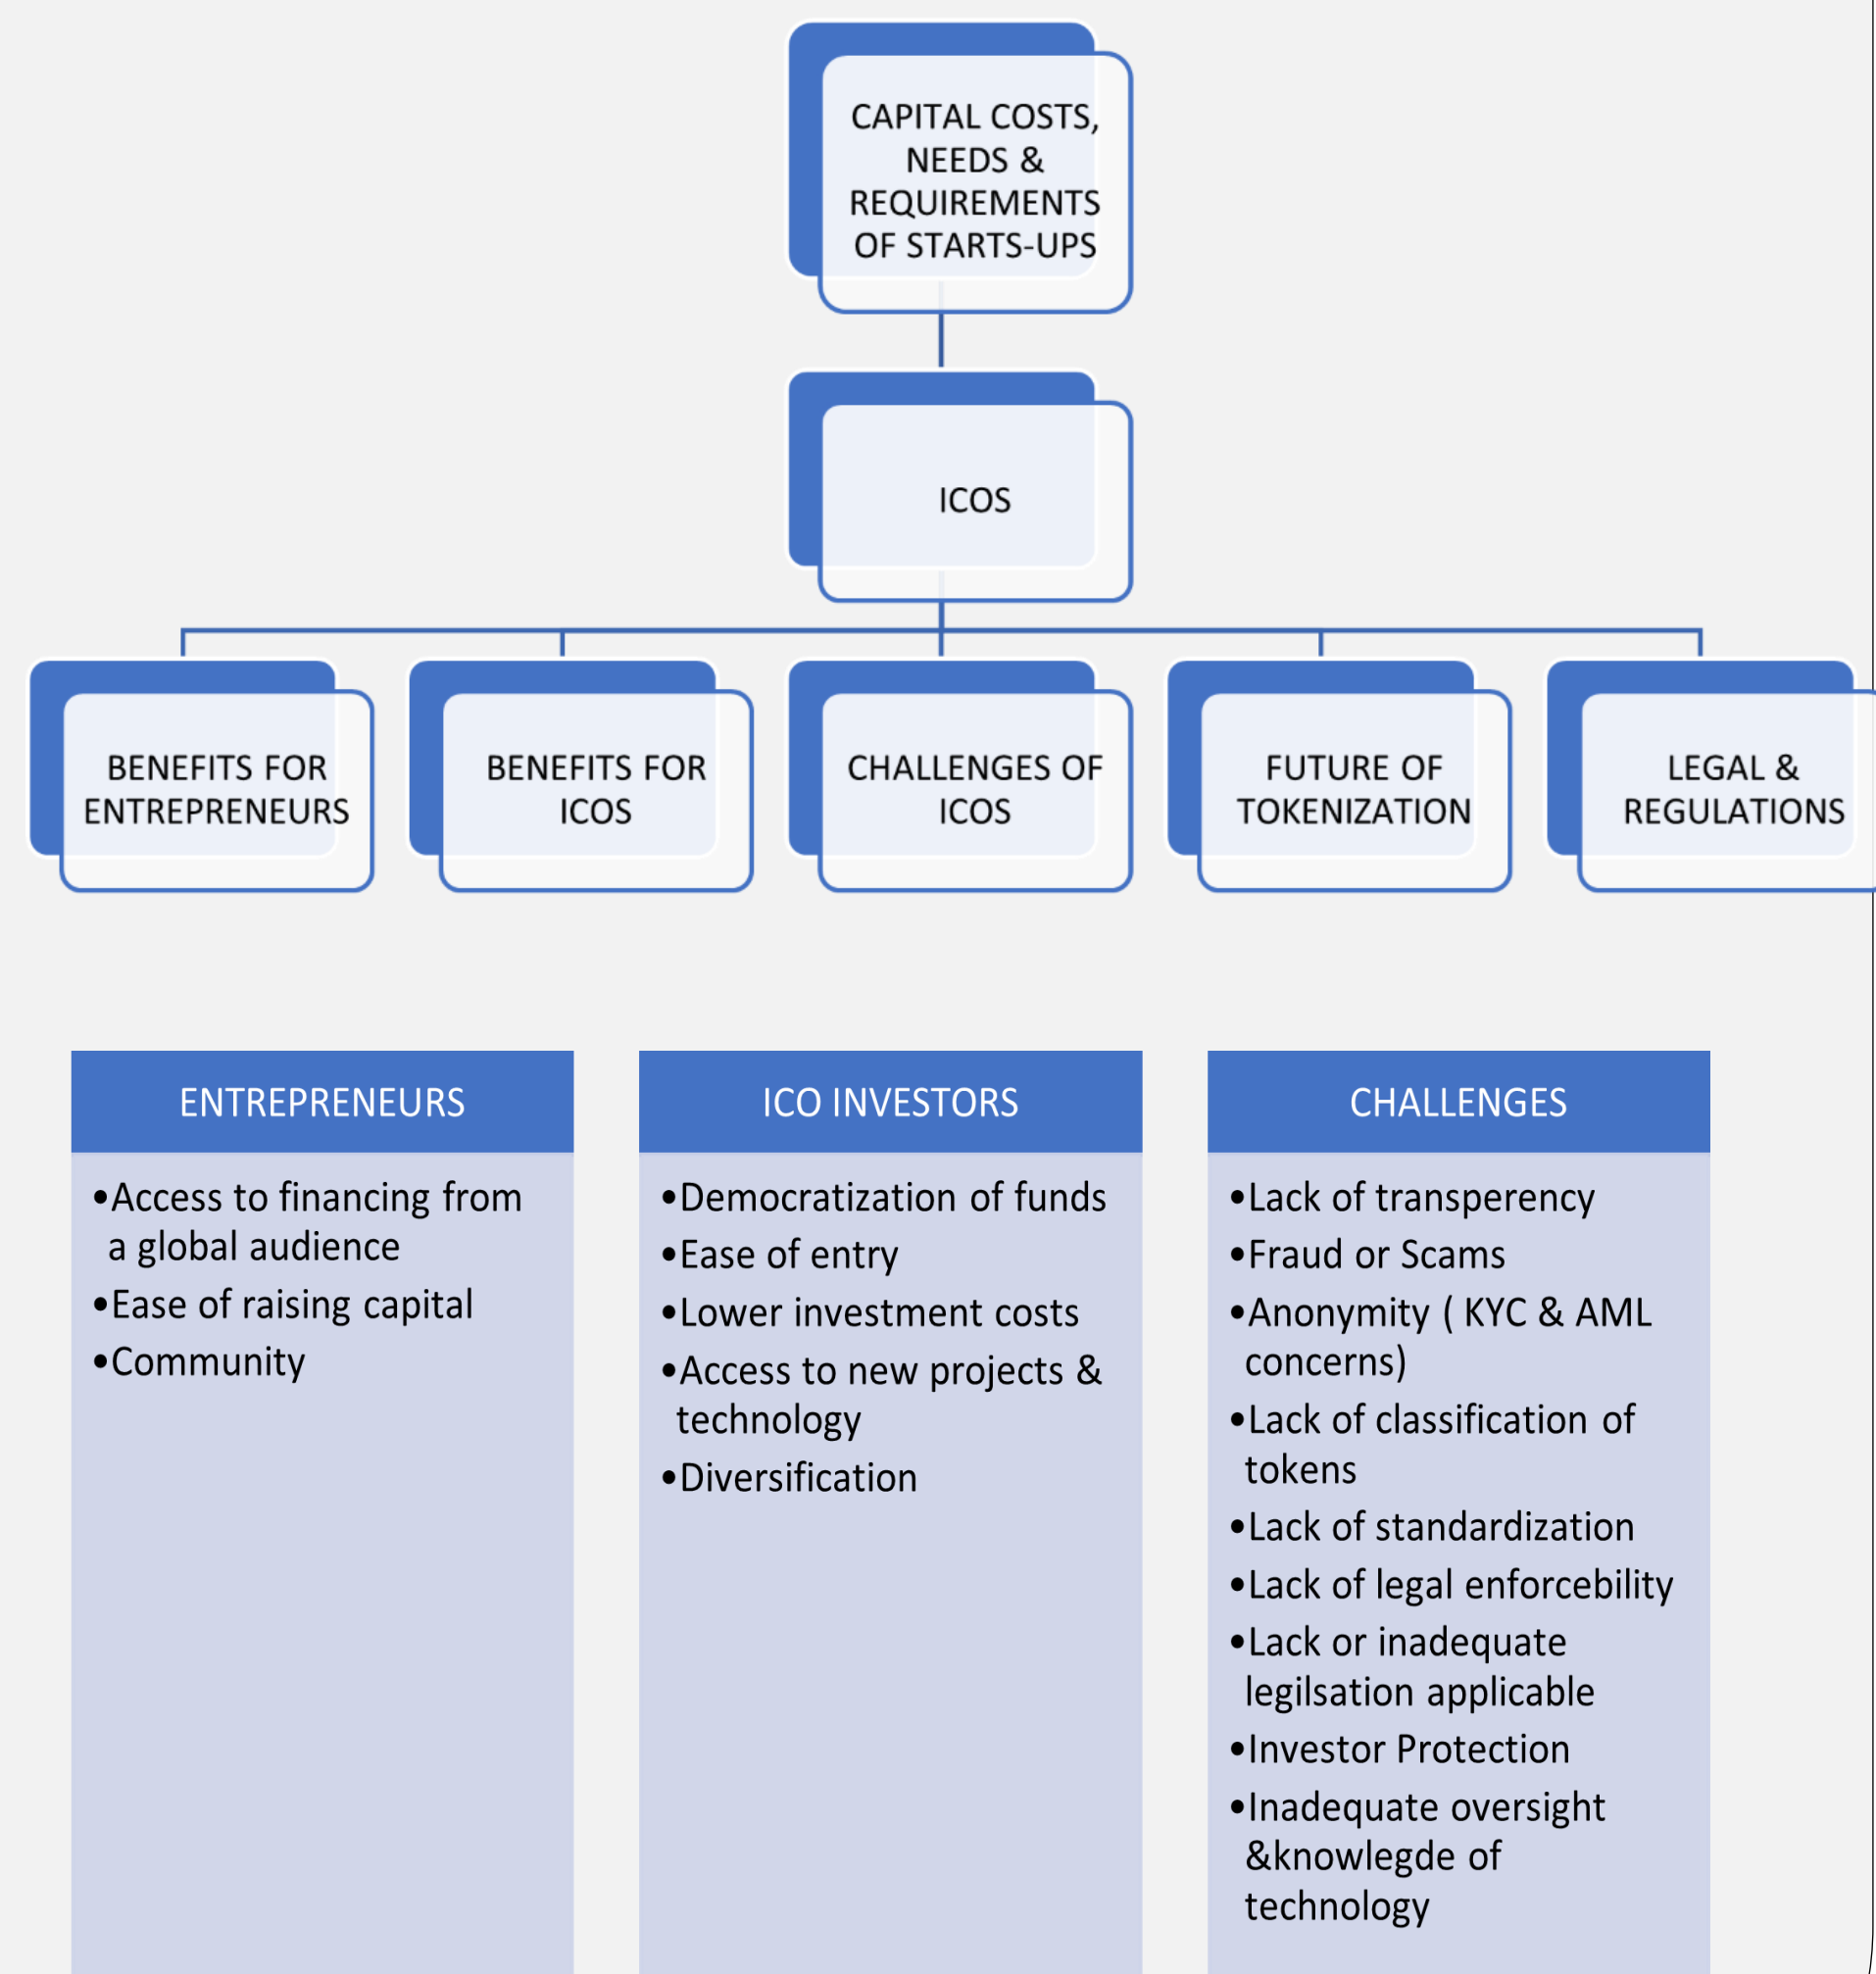 CAPITAL COSTS,
NEEDS &
REQUIREMENTS
OF STARTS-UPS
ICOS
BENEFITS FOR
ENTREPRENEURS
BENEFITS FOR
ICOS
CHALLENGES OF
ICOS
FUTURE OF
TOKENIZATION
LEGAL &
REGULATIONS
ENTREPRENEURS
•Access to financing from
a global audience
•Ease of raising capital
•Community
ICO INVESTORS
•Democratization of funds
•Ease of entry
•Lower investment costs
•Access to new projects &
technology
•Diversification
CHALLENGES
•Lack of transperency
•Fraud or Scams
•Anonymity ( KYC & AML
concerns)
•Lack of classification of
tokens
•Lack of standardization
•Lack of legal enforcebility
•Lack or inadequate
legilsation applicable
•Investor Protection
•Inadequate oversight
&knowlegde of
technology